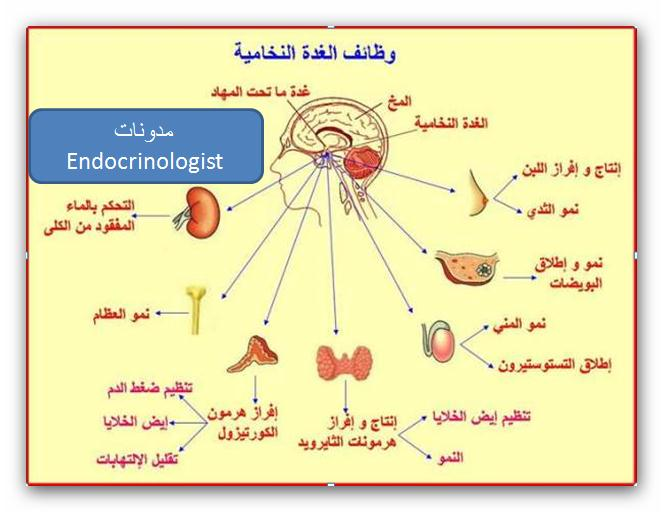 وظائف الغدة النخامية
غدة ما تحت المهاد
المخ
الغدة النخامية
مدونات
Endocrinologist
إنتاج و إفراز اللبن
نمو الثدي
التحكم بالماء
المفقود من الكلى
نمو و إطلاق
البويضات
نمو العظام
نمو المني
إطلاق التستوستيرون
إفراز هرمون
الكورتيزول
تنظيم ضغط الدم
إيض الخلايا
تقليل الإلتهابات
إنتاج و إفراز
هرمونات الثايرويد
تنظيم إيض الخلايا
النمو